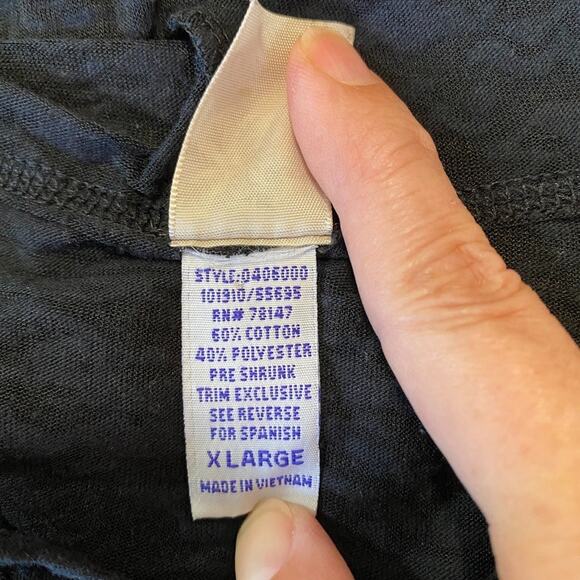 STYLE:0406000
101310/55695
RN# 78147
60% COTTON
40% POLYESTER
PRE SHRUNK
TRIM EXCLUSIVE
SEE REVERSE
FOR SPANISH
X LARGE
MADE IN VIETNAM